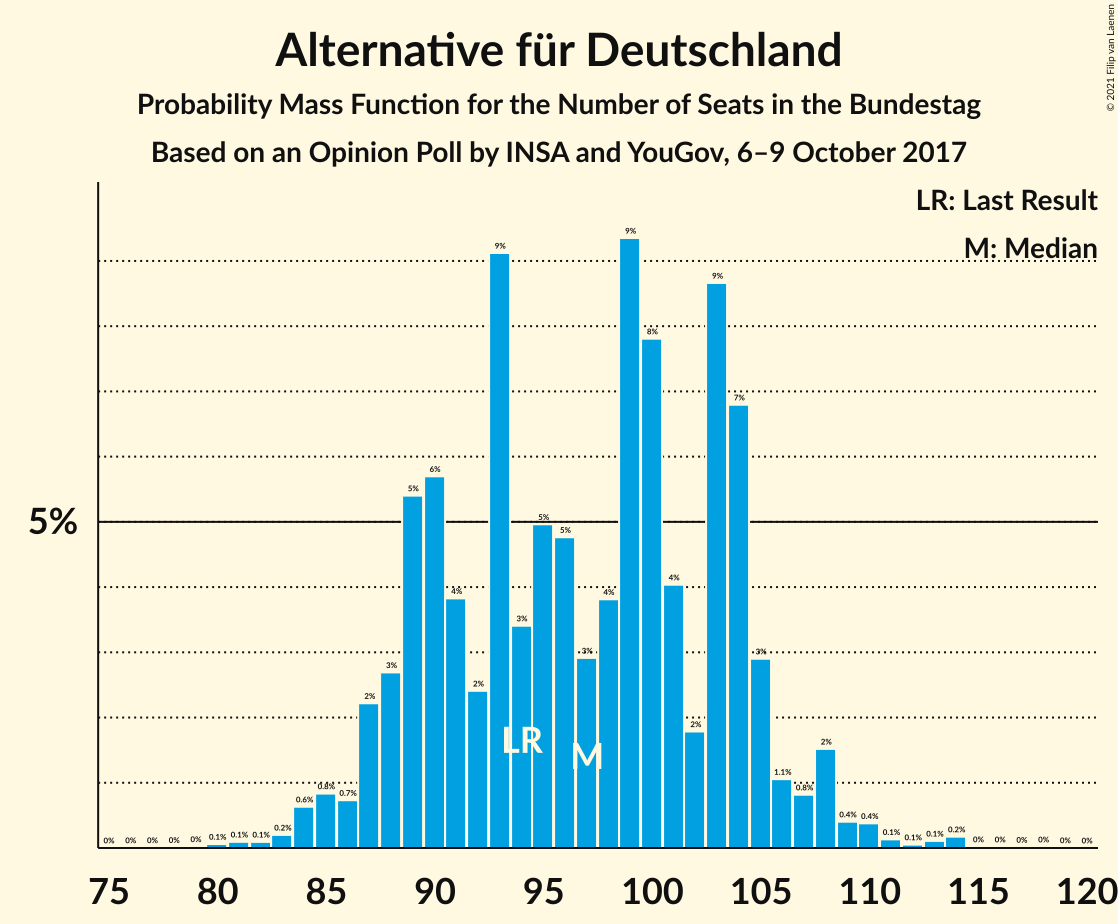 Alternative für Deutschland
Probability Mass Function for the Number of Seats in the Bundestag
Based on an Opinion Poll by INSA and YouGov, 6–9 October 2017
© 2021 Filip van Laenen
LR: Last Result
M: Median
5%
0% 0% 0% 0% 0% 0.1% 0.1% 0.1% 0.2% 0.6% 0.8% 0.7% 2% 3% 5% 6% 4% 2% 9% 3% 5% 5% 3% 4% 9% 8% 4% 2% 9% 7% 3% 1.1% 0.8% 2% 0.4% 0.4% 0.1% 0.1% 0.1% 0.2% 0% 0% 0% 0% 0% 0%
LR
M
75 80 85 90 95 100 105 110 115 120